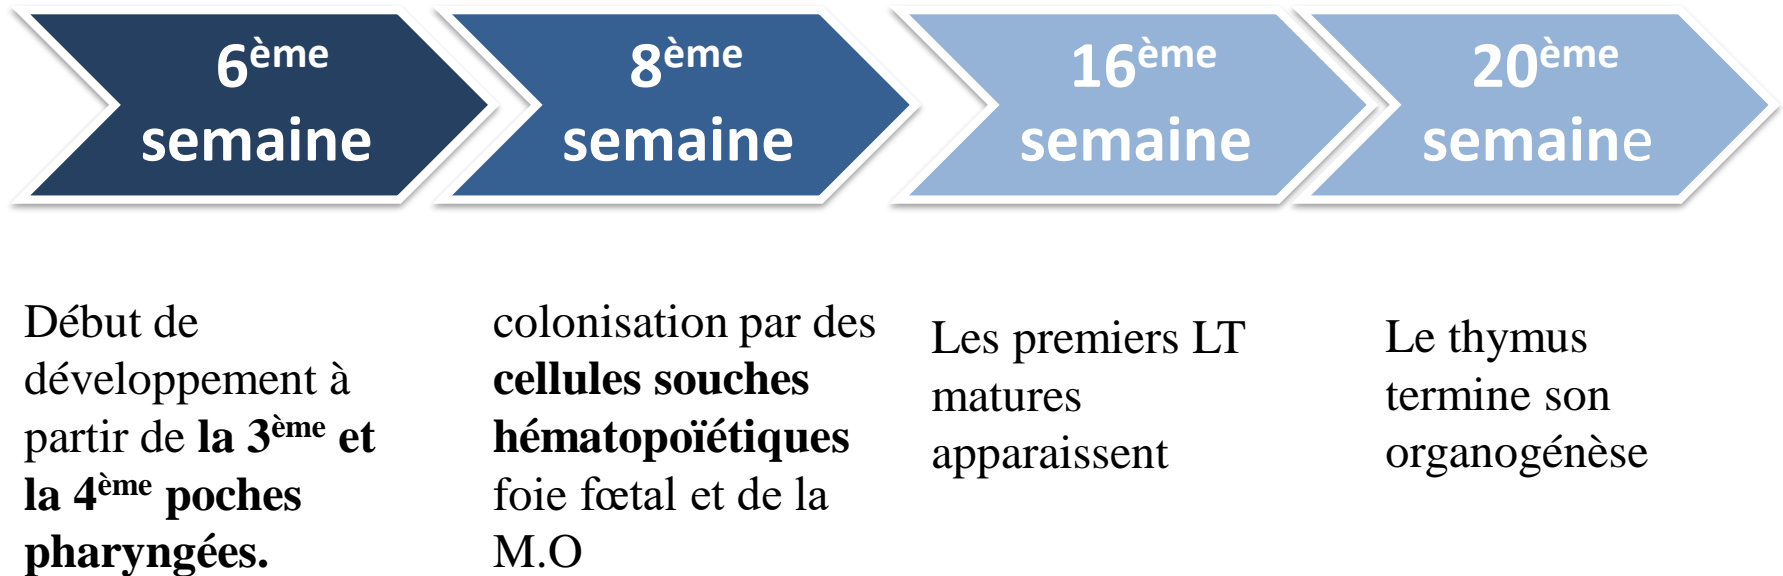 6ème
semaine
8ème
semaine
16ème
semaine
20ème
semaine
Début de
développement à
partir de la 3ème et
la 4ème poches
pharyngées.
colonisation par des
cellules souches
hématopoïétiques
foie fœtal et de la
M.O
Les premiers LT
matures
apparaissent
Le thymus
termine son
organogénèse